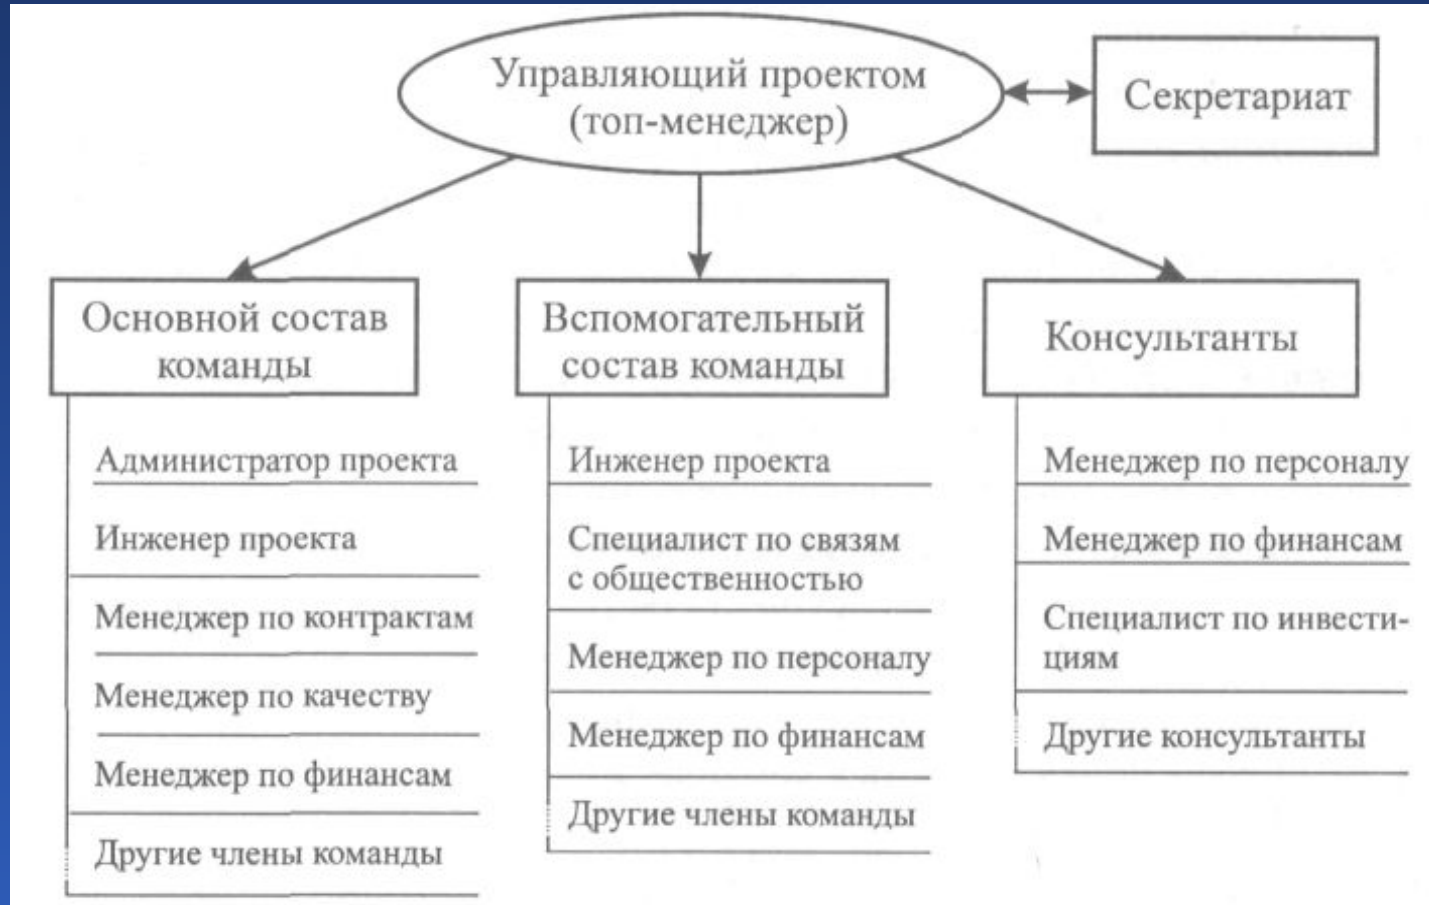 Управляющий проектом
(топ-менеджер)
Секретариат
Основной состав
команды
Администратор проекта
Инженер проекта
Менеджер по контрактам
Менеджер по качеству
Менеджер по финансам
Другие члены команды
Вспомогательный
состав команды
Инженер проекта
Специалист по связям
с общественностью
Менеджер по персоналу
Менеджер по финансам
Другие члены команды
Консультанты
Менеджер по персоналу
Менеджер по финансам
Специалист по инвести-
циям
Другие консультанты